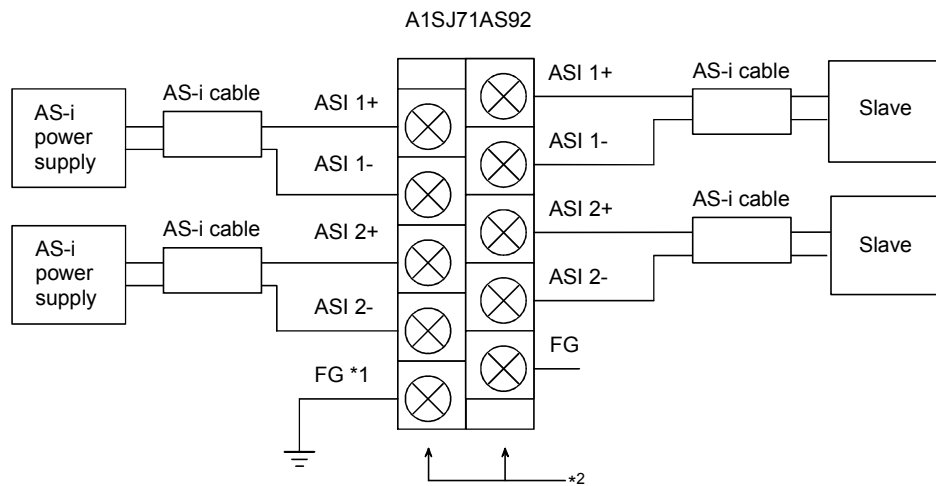 A1SJ71AS92
AS-i
power
supply
AS-i cable
ASI 1+
ASI 1-
AS-i
power
supply
AS-i cable
ASI 2+
ASI 2-
FG *1
ASI 1+
ASI 1-
AS-i cable
Slave
ASI 2+
ASI 2-
AS-i cable
Slave
FG
*2